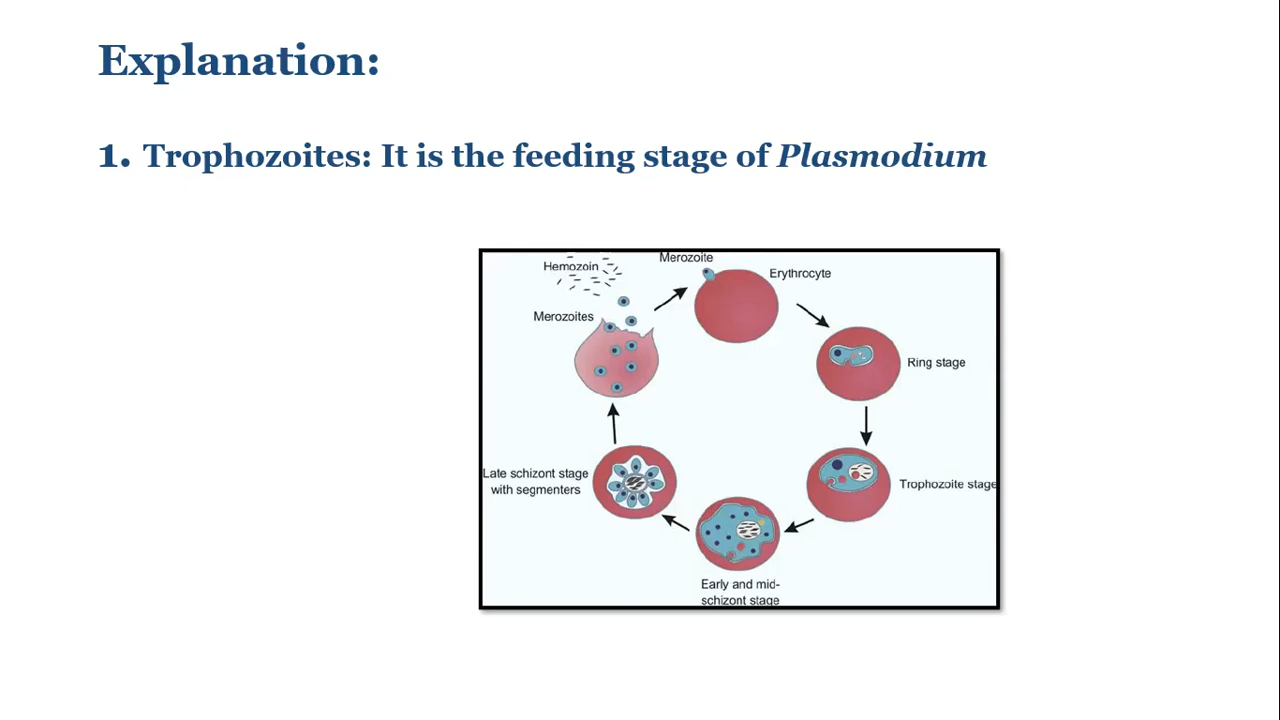 Explanation:
1. Trophozoites: It is the feeding stage of Plasmodium
Merozoite
Hemozoin
Erythrocyte
Merozoites
Ring stage
Late schizont stage
with segmenters
Trophozoite stage
Early and mid-
schizont stage